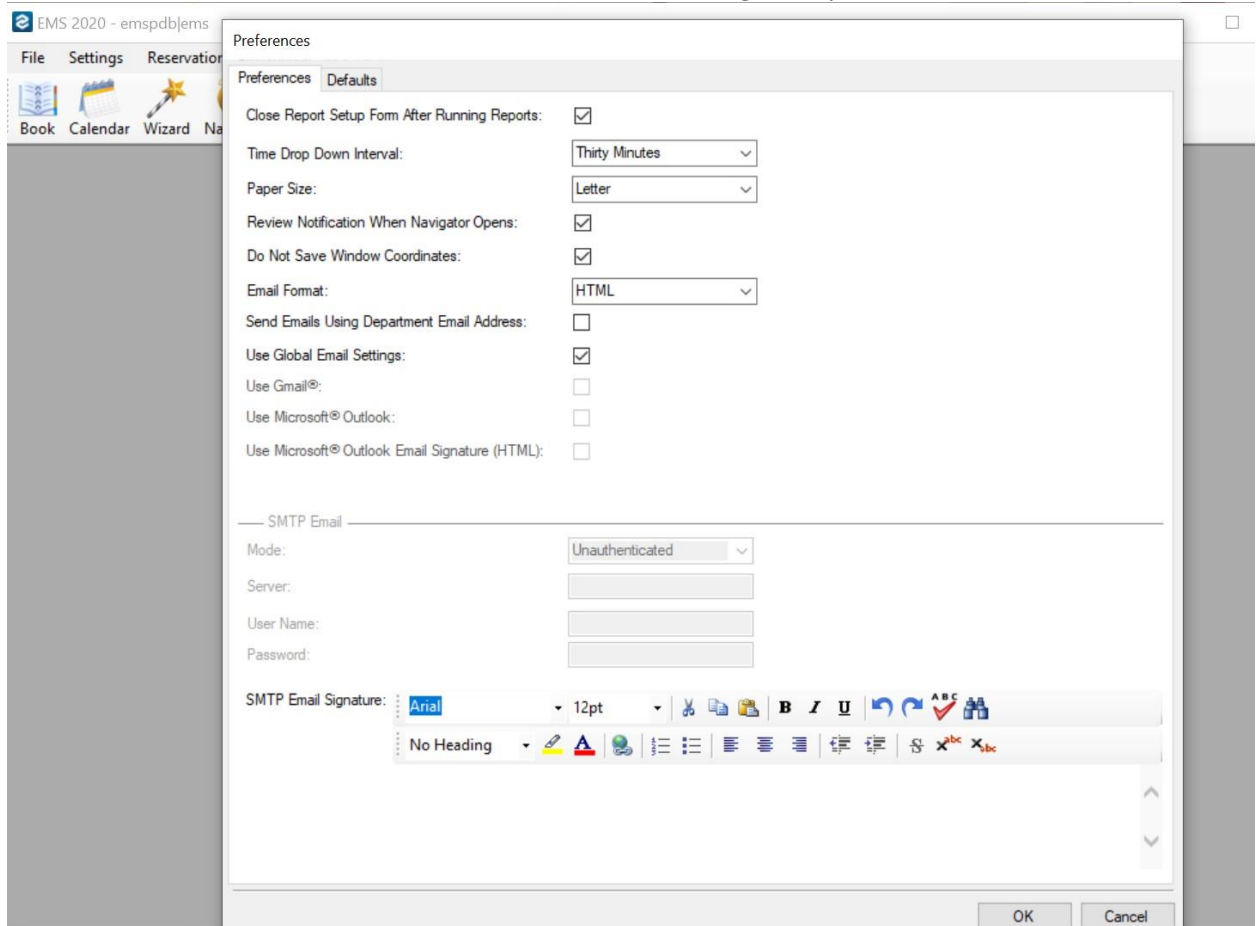 EMS 2020 - emspdb|ems
Preferences
File Settings Reservation
Preferences Defaults
Book Calendar Wizard Na
Close Report Setup Form After Running Reports:
Time Drop Down Interval: Thirty Minutes
Paper Size: Letter
Review Notification When Navigator Opens:
Do Not Save Window Coordinates:
Email Format: HTML
Send Emails Using Department Email Address:
Use Global Email Settings:
Use Gmail®:
Use Microsoft® Outlook:
Use Microsoft® Outlook Email Signature (HTML):
SMTP Email
Mode: Unauthenticated
Server:
User Name:
Password:
SMTP Email Signature: Arial 12pt B I U ABC
No Heading A S xabc xabc
OK Cancel